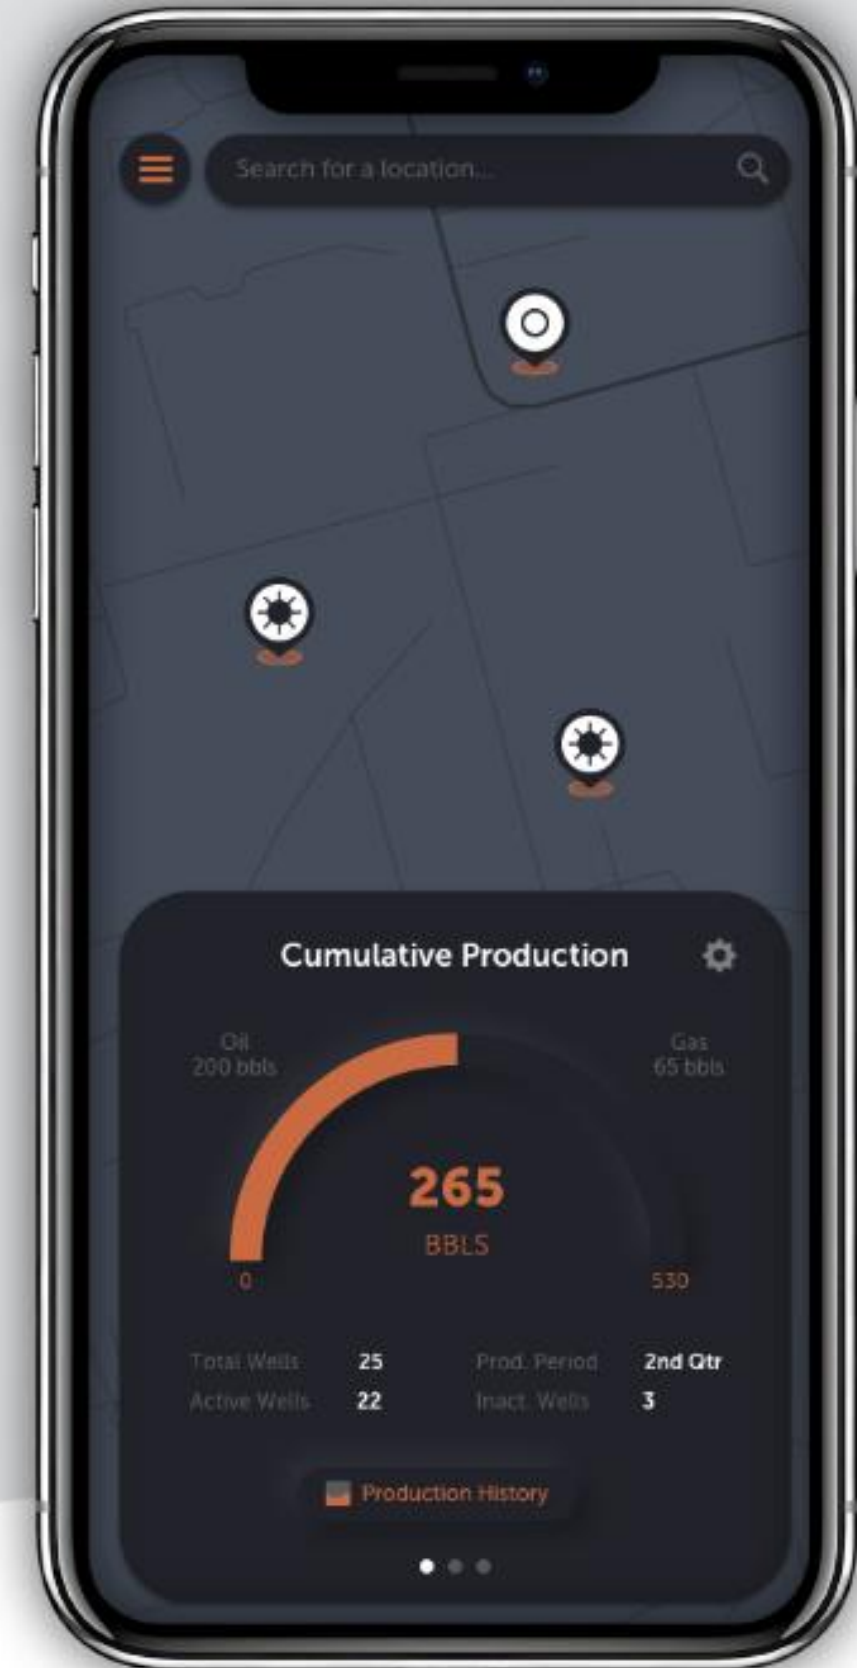 Search for a location...
Cumulative Production
Oil
200 bbls
Gas
65 bbls
265
BBLS
0
530
Total Wells 25
Prod. Period 2nd Qtr
Active Wells 22
Inact. Wells 3
Production History